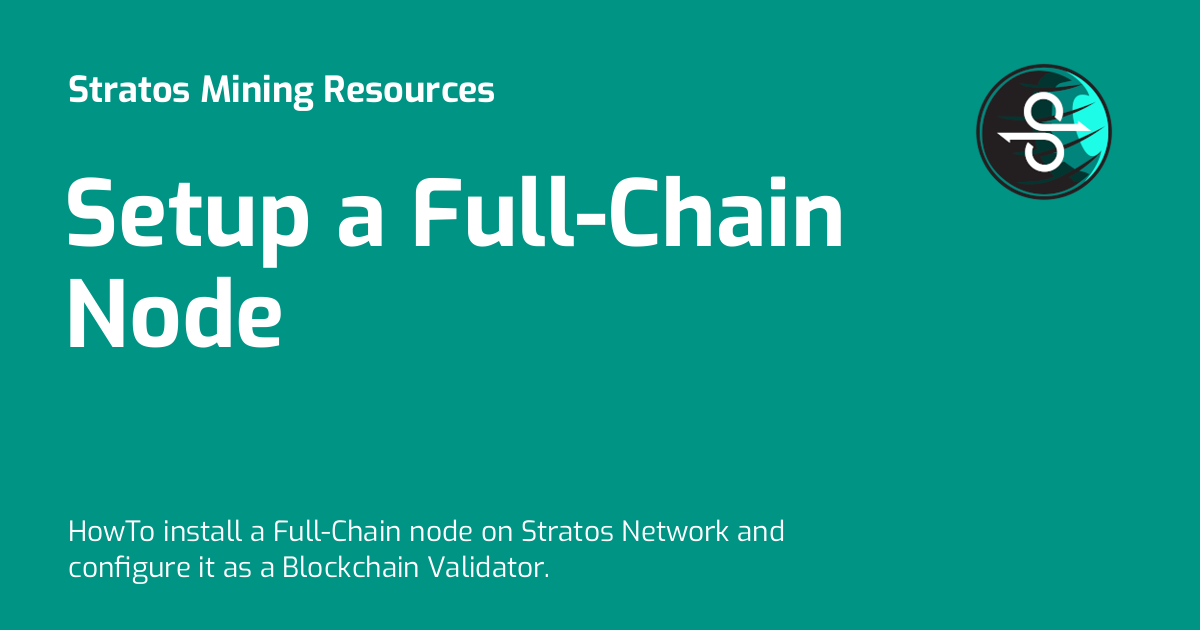 Stratos Mining Resources
Setup a Full-Chain
Node
HowTo install a Full-Chain node on Stratos Network and
configure it as a Blockchain Validator.